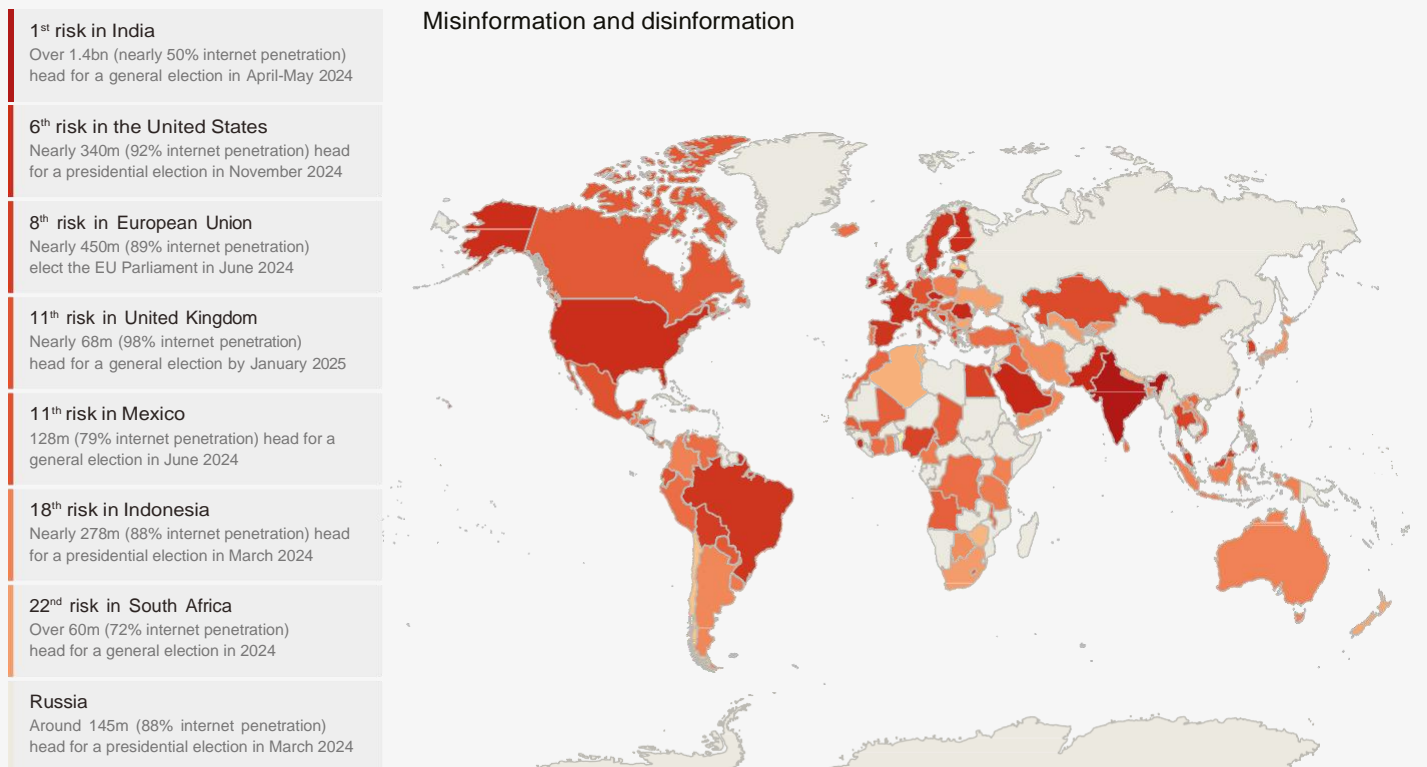 Misinformation and disinformation
1st risk in India
Over 1.4bn (nearly 50% internet penetration)
head for a general election in April-May 2024
6th risk in the United States
Nearly 340m (92% internet penetration) head
for a presidential election in November 2024
8th risk in European Union
Nearly 450m (89% internet penetration)
elect the EU Parliament in June 2024
11th risk in United Kingdom
Nearly 68m (98% internet penetration)
head for a general election by January 2025
11th risk in Mexico
128m (79% internet penetration) head for a
general election in June 2024
18th risk in Indonesia
Nearly 278m (88% internet penetration) head
for a presidential election in March 2024
22nd risk in South Africa
Over 60m (72% internet penetration)
head for a general election in 2024
Russia
Around 145m (88% internet penetration)
head for a presidential election in March 2024